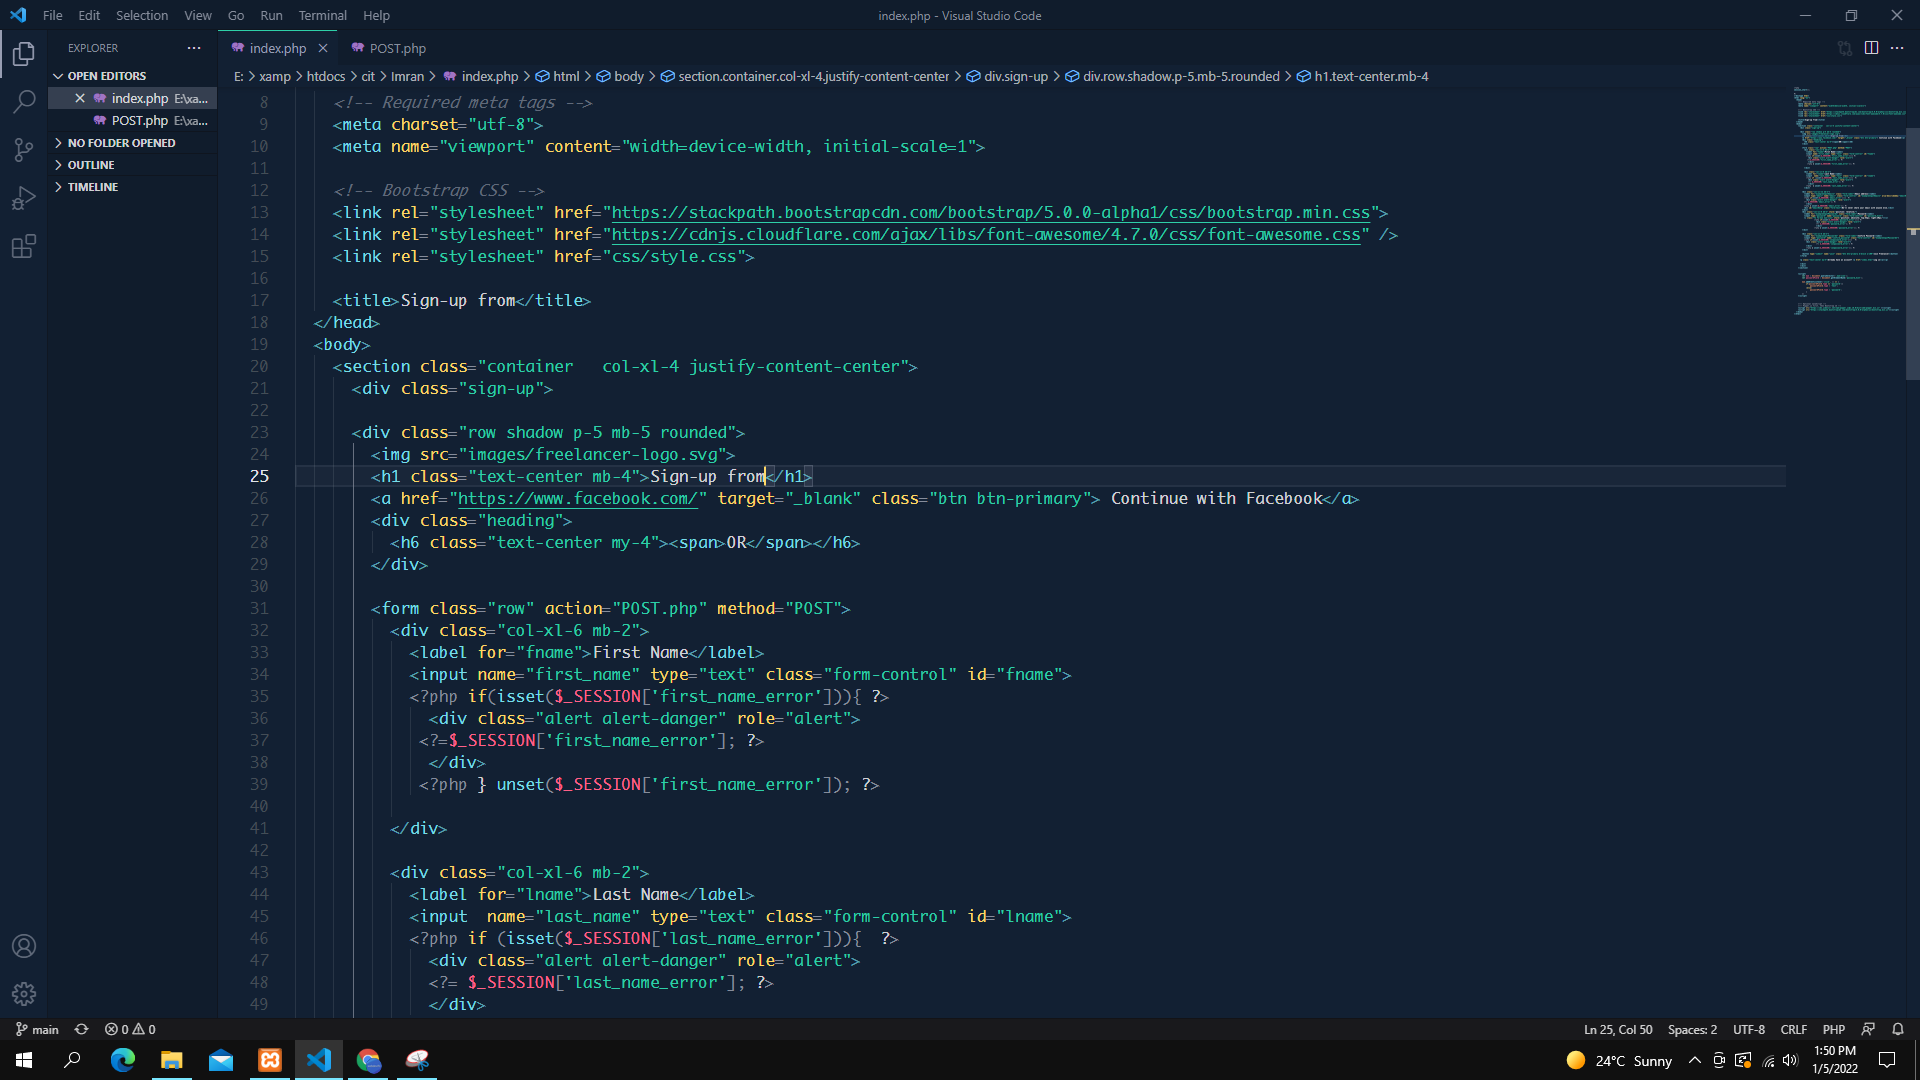 File Edit Selection View Go Run Terminal Help
index.php - Visual Studio Code
EXPLORER
index.php
POST.php
OPEN EDITORS
index.php E:\xa...
POST.php E:\xa...
NO FOLDER OPENED
OUTLINE
TIMELINE
E: > xamp > htdocs > cit > Imran > index.php > html > body > section.container.col-xl-4.justify-content-center > div.sign-up > div.row.shadow.p-5.mb-5.rounded > h1.text-center.mb-4
8 <!-- Required meta tags -->
9 <meta charset="utf-8">
10 <meta name="viewport" content="width=device-width, initial-scale=1">
11
12 <!-- Bootstrap CSS -->
13 <link rel="stylesheet" href="https://stackpath.bootstrapcdn.com/bootstrap/5.0.0-alpha1/css/bootstrap.min.css">
14 <link rel="stylesheet" href="https://cdnjs.cloudflare.com/ajax/libs/font-awesome/4.7.0/css/font-awesome.css" />
15 <link rel="stylesheet" href="css/style.css">
16
17 <title>Sign-up from</title>
18 </head>
19 <body>
20 <section class="container   col-xl-4 justify-content-center">
21 <div class="sign-up">
22
23 <div class="row shadow p-5 mb-5 rounded">
24 <img src="images/freelancer-logo.svg">
25 <h1 class="text-center mb-4">Sign-up from</h1>
26 <a href="https://www.facebook.com/" target="_blank" class="btn btn-primary"> Continue with Facebook</a>
27 <div class="heading">
28 <h6 class="text-center my-4"><span>OR</span></h6>
29 </div>
30
31 <form class="row" action="POST.php" method="POST">
32 <div class="col-xl-6 mb-2">
33 <label for="fname">First Name</label>
34 <input name="first_name" type="text" class="form-control" id="fname">
35 <?php if(isset($_SESSION['first_name_error'])){ ?>
36 <div class="alert alert-danger" role="alert">
37 <?=$_SESSION['first_name_error']; ?>
38 </div>
39 <?php } unset($_SESSION['first_name_error']); ?>
40
41 </div>
42
43 <div class="col-xl-6 mb-2">
44 <label for="lname">Last Name</label>
45 <input  name="last_name" type="text" class="form-control" id="lname">
46 <?php if (isset($_SESSION['last_name_error'])){  ?>
47 <div class="alert alert-danger" role="alert">
48 <?= $_SESSION['last_name_error']; ?>
49 </div>
main 0 0
Ln 25, Col 50 Spaces: 2 UTF-8 CRLF PHP
24°C Sunny
1:50 PM
1/5/2022